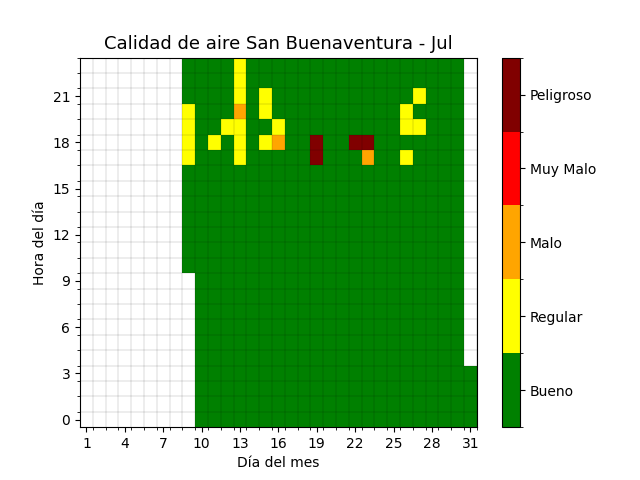 Calidad de aire San Buenaventura - Jul
Hora del día
21
18
15
12
9
6
3
0
1 4 7 10 13 16 19 22 25 28 31
Día del mes
Peligroso
Muy Malo
Malo
Regular
Bueno